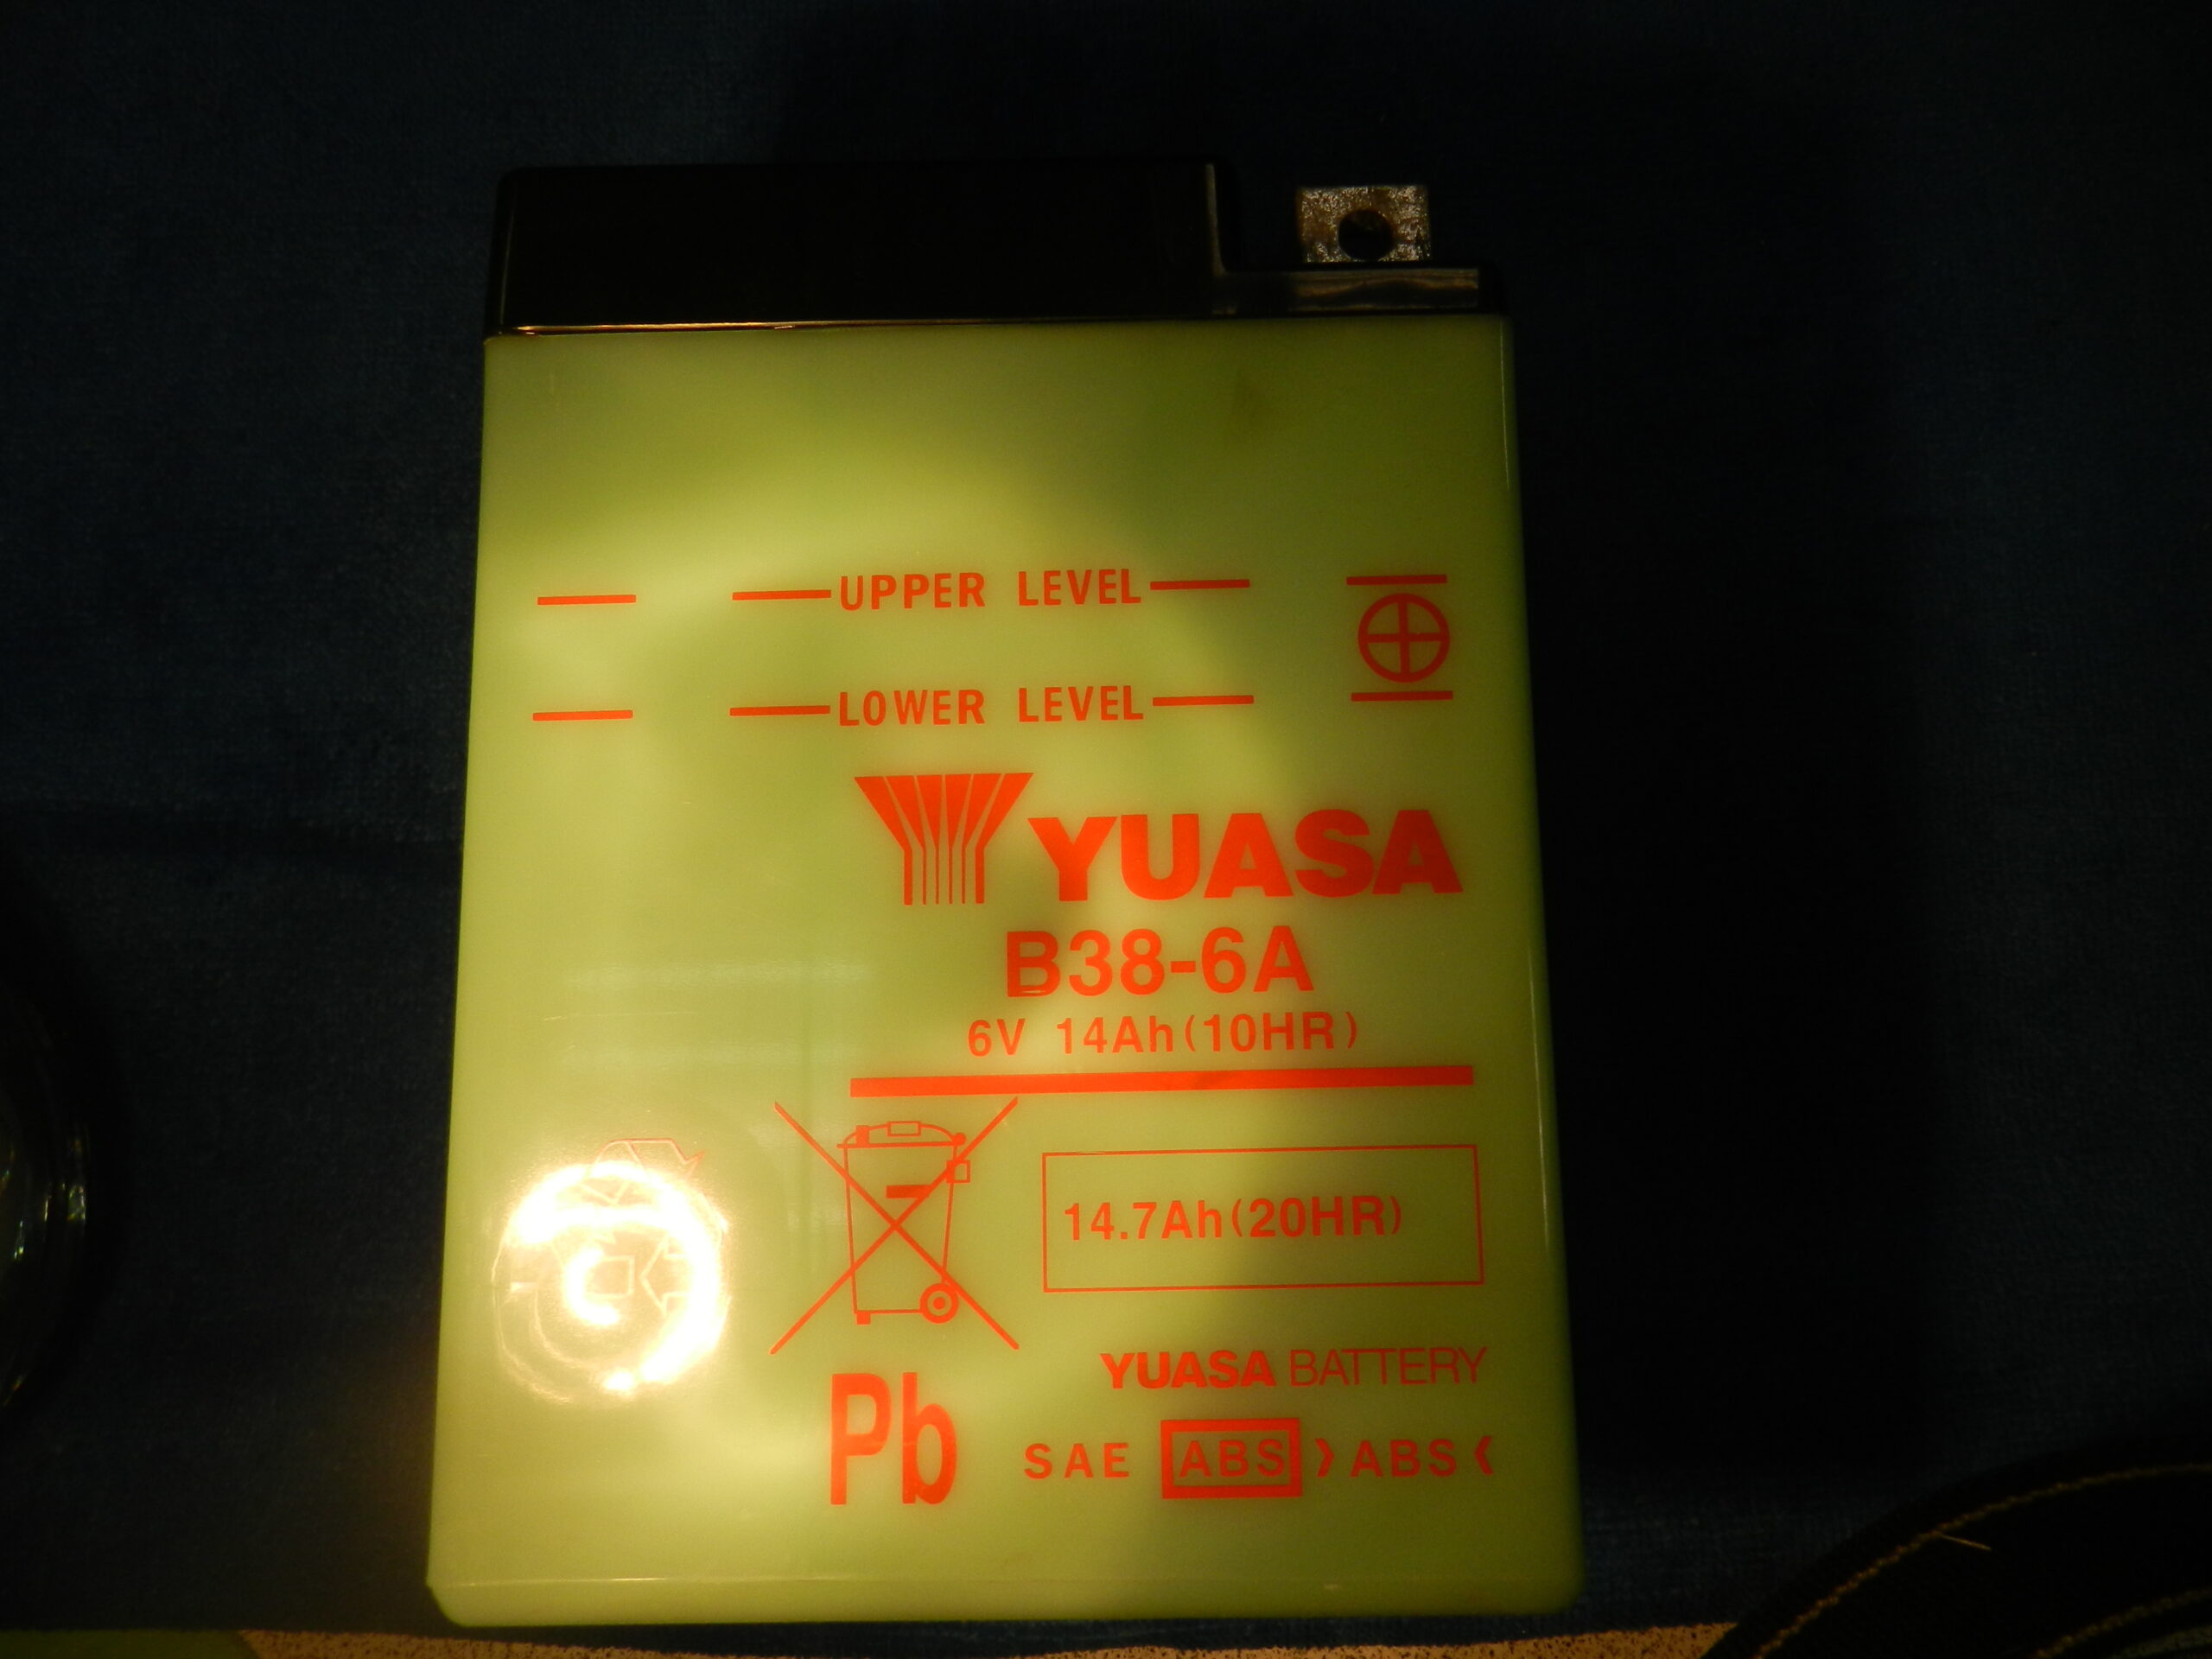 UPPER LEVEL
LOWER LEVEL
YUASA
B38-6A
6V 14Ah(10HR)
14.7Ah(20HR)
YUASA BATTERY
Pb
SAE ABS >ABS<